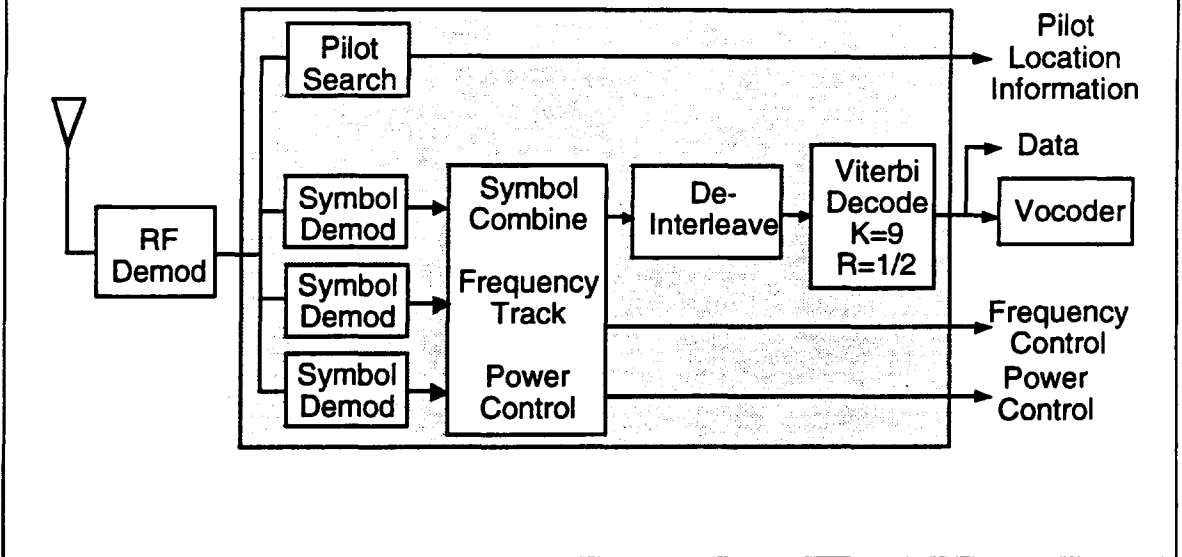 Pilot
Search
Pilot
Location
Information
RF
Demod
Symbol
Demod
Symbol
Demod
Symbol
Demod
Symbol
Combine
Frequency
Track
Power
Control
De-
Interleave
Viterbi
Decode
K=9
R=1/2
Data
Vocoder
Frequency
Control
Power
Control